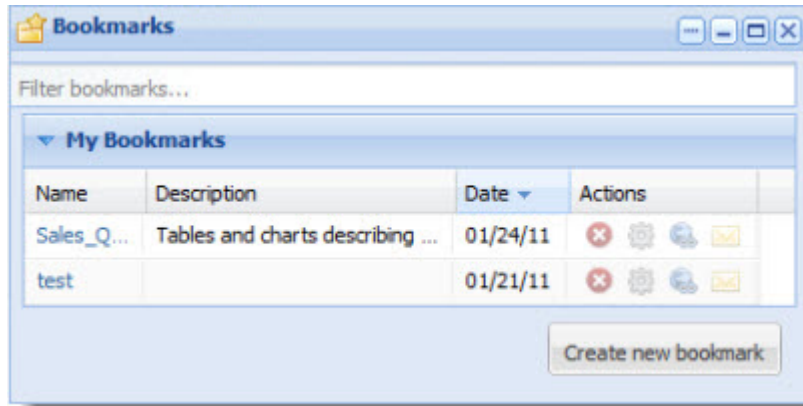 Bookmarks
Filter bookmarks...
My Bookmarks
Name Description Date Actions
Sales_Q... Tables and charts describing ... 01/24/11
test 01/21/11
Create new bookmark